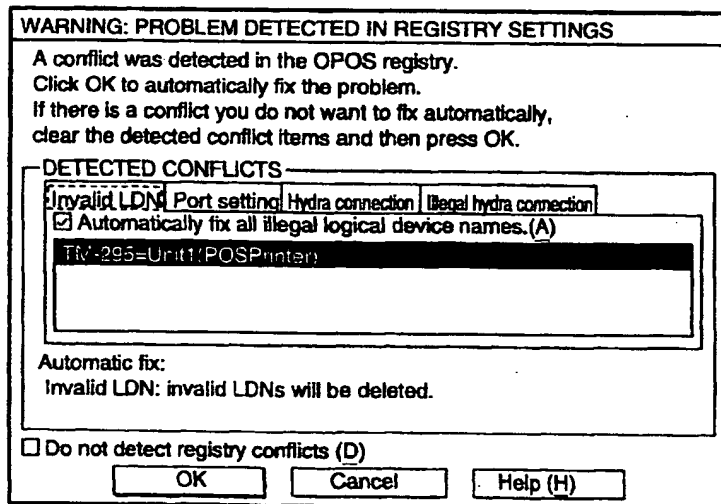 WARNING: PROBLEM DETECTED IN REGISTRY SETTINGS
A conflict was detected in the OPOS registry.
Click OK to automatically fix the problem.
If there is a conflict you do not want to fix automatically,
clear the detected conflict items and then press OK.
DETECTED CONFLICTS
Invalid LDN Port setting Hydra connection Illegal hydra connection
Automatically fix all illegal logical device names.(A)
TM-295=Unit1(POSPrinter)
Automatic fix:
Invalid LDN: invalid LDNs will be deleted.
Do not detect registry conflicts (D)
OK Cancel Help (H)